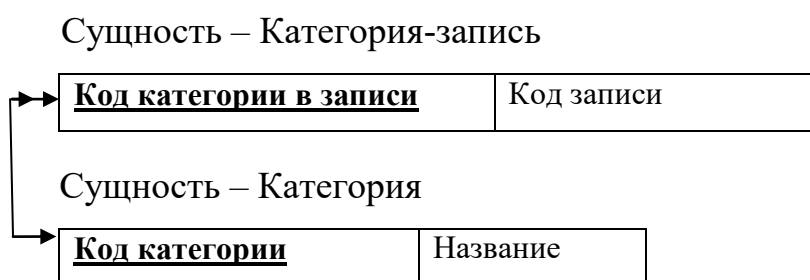 Сущность – Категория-запись
Код категории в записи Код записи
Сущность – Категория
Код категории Название